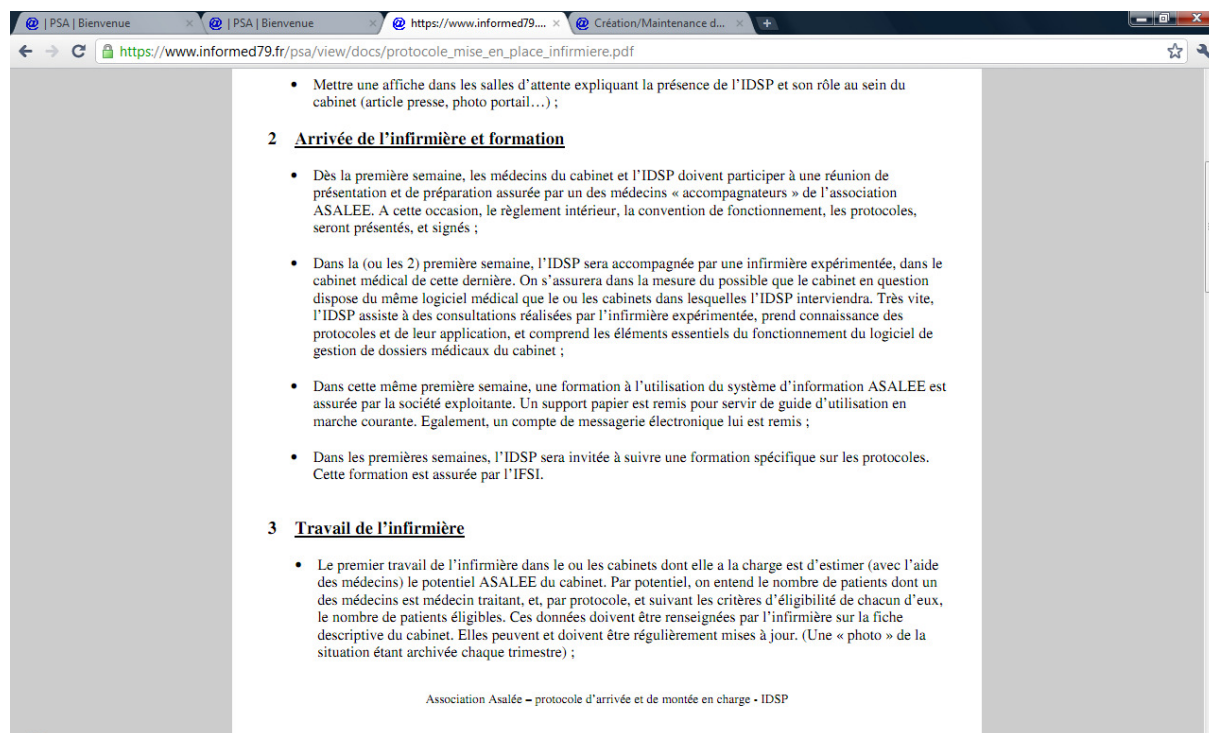 @ | PSA | Bienvenue
@ | PSA | Bienvenue
@ https://www.informed79....
@ Création/Maintenance d...
https://www.informed79.fr/psa/view/docs/protocole_mise_en_place_infirmiere.pdf
• Mettre une affiche dans les salles d'attente expliquant la présence de l'IDSP et son rôle au sein du
cabinet (article presse, photo portail…) ;
2 Arrivée de l'infirmière et formation
• Dès la première semaine, les médecins du cabinet et l'IDSP doivent participer à une réunion de
présentation et de préparation assurée par un des médecins « accompagnateurs » de l'association
ASALEE. A cette occasion, le règlement intérieur, la convention de fonctionnement, les protocoles,
seront présentés, et signés ;
• Dans la (ou les 2) première semaine, l'IDSP sera accompagnée par une infirmière expérimentée, dans le
cabinet médical de cette dernière. On s'assurera dans la mesure du possible que le cabinet en question
dispose du même logiciel médical que le ou les cabinets dans lesquelles l'IDSP interviendra. Très vite,
l'IDSP assiste à des consultations réalisées par l'infirmière expérimentée, prend connaissance des
protocoles et de leur application, et comprend les éléments essentiels du fonctionnement du logiciel de
gestion de dossiers médicaux du cabinet ;
• Dans cette même première semaine, une formation à l'utilisation du système d'information ASALEE est
assurée par la société exploitante. Un support papier est remis pour servir de guide d'utilisation en
marche courante. Egalement, un compte de messagerie électronique lui est remis ;
• Dans les premières semaines, l'IDSP sera invitée à suivre une formation spécifique sur les protocoles.
Cette formation est assurée par l'IFSI.
3 Travail de l'infirmière
• Le premier travail de l'infirmière dans le ou les cabinets dont elle a la charge est d'estimer (avec l'aide
des médecins) le potentiel ASALEE du cabinet. Par potentiel, on entend le nombre de patients dont un
des médecins est médecin traitant, et, par protocole, et suivant les critères d'éligibilité de chacun d'eux,
le nombre de patients éligibles. Ces données doivent être renseignées par l'infirmière sur la fiche
descriptive du cabinet. Elles peuvent et doivent être régulièrement mises à jour. (Une « photo » de la
situation étant archivée chaque trimestre) ;
Association Asalée – protocole d'arrivée et de montée en charge - IDSP